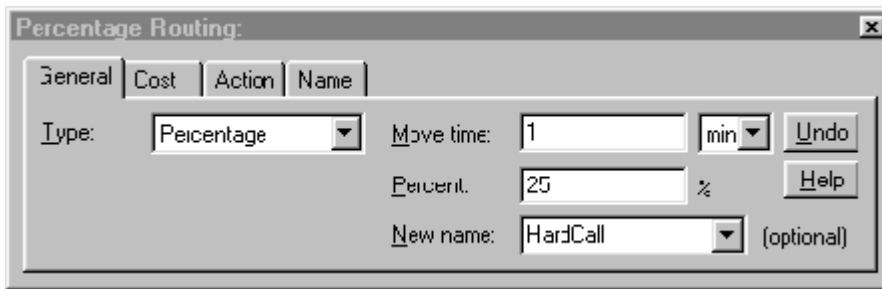 Percentage Routing:
General Cost Action Name
Type: Percentage Move time: 1 min Undo
Percent: 25 % Help
New name: HardCall (optional)